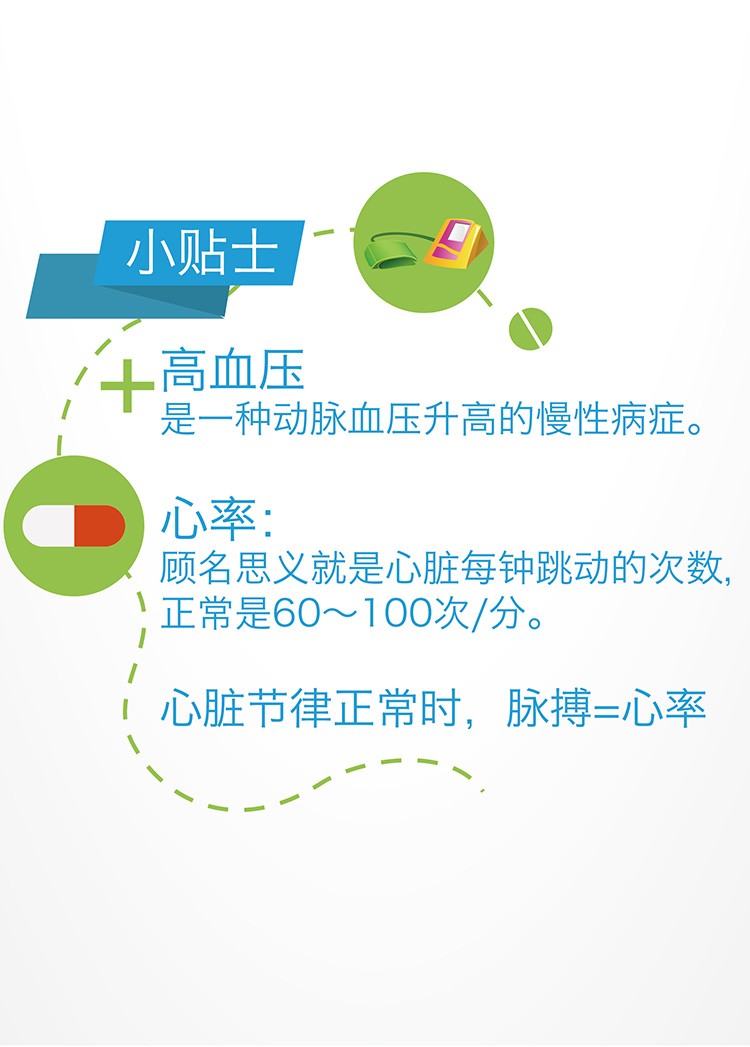 小贴士
高血压
是一种动脉血压升高的慢性病症。
心率：
顾名思义就是心脏每钟跳动的次数,
正常是60～100次/分。
心脏节律正常时，脉搏=心率